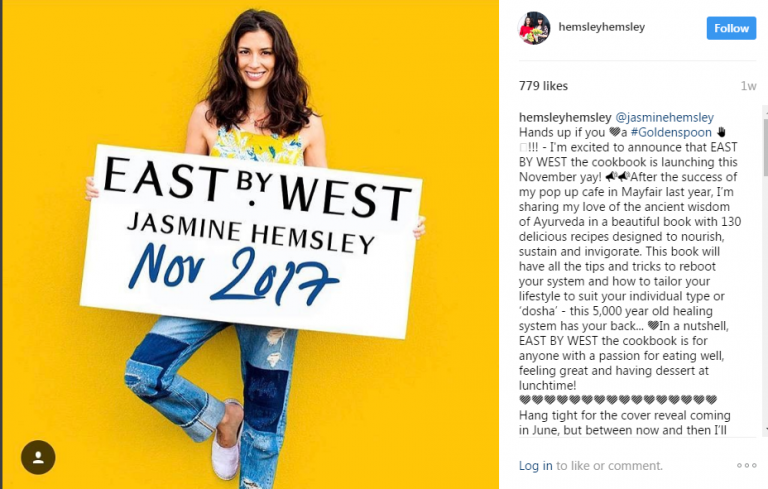 EAST BY WEST
JASMINE HEMSLEY
Nov 2017
hemsleyhemsley
Follow
779 likes
1w
hemsleyhemsley @jasminehemsley
Hands up if you 🖤a #Goldenspoon 🖐
!!! - I'm excited to announce that EAST
BY WEST the cookbook is launching this
November yay! 📣📣After the success of
my pop up cafe in Mayfair last year, I'm
sharing my love of the ancient wisdom
of Ayurveda in a beautiful book with 130
delicious recipes designed to nourish,
sustain and invigorate. This book will
have all the tips and tricks to reboot
your system and how to tailor your
lifestyle to suit your individual type or
'dosha' - this 5,000 year old healing
system has your back... 🖤In a nutshell,
EAST BY WEST the cookbook is for
anyone with a passion for eating well,
feeling great and having dessert at
lunchtime!
🖤🖤🖤🖤🖤🖤🖤🖤🖤🖤🖤🖤🖤🖤🖤🖤
Hang tight for the cover reveal coming
in June, but between now and then I'll
Log in to like or comment.